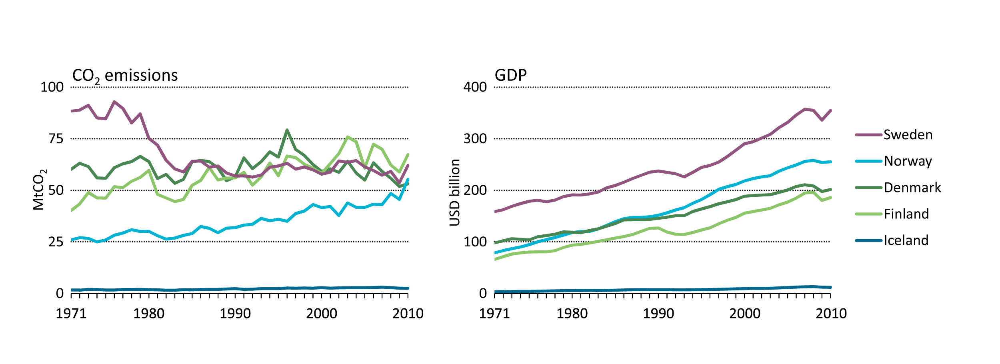 CO₂ emissions
100
75
50
25
0
MtCO₂
1971 1980 1990 2000 2010
GDP
400
300
200
100
0
USD billion
1971 1980 1990 2000 2010
Sweden
Norway
Denmark
Finland
Iceland